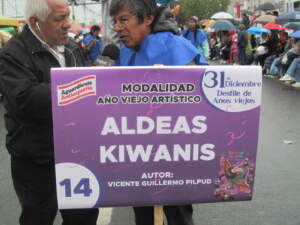 Aguardiente
Antioqueño
MODALIDAD
AÑO VIEJO ARTÍSTICO
31 de Diciembre
Desfile de
Años viejos
ALDEAS
KIWANIS
AUTOR:
VICENTE GUILLERMO PILPUD
14